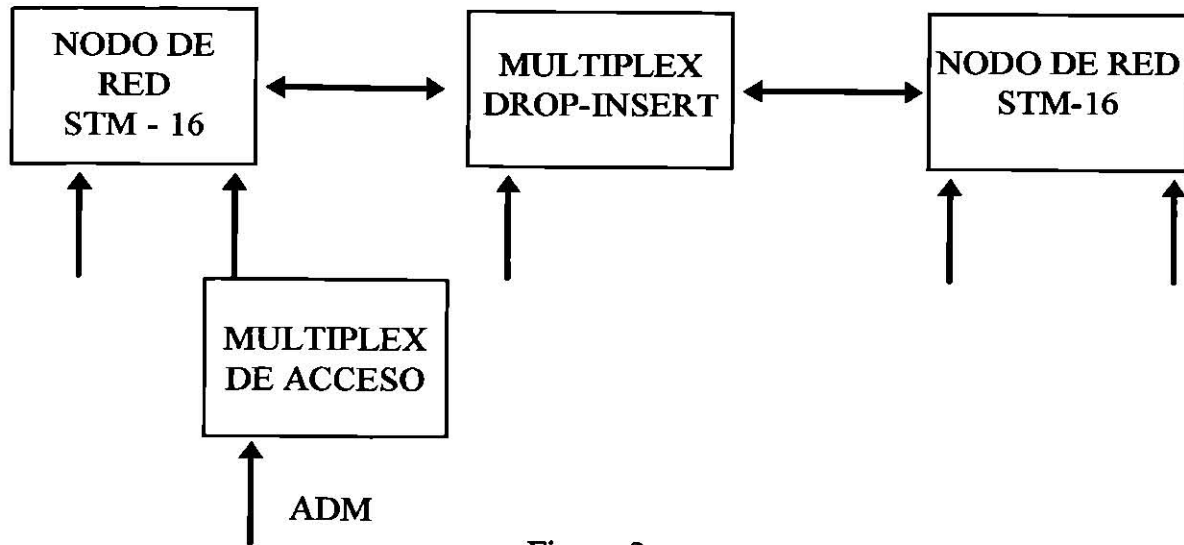 NODO DE
RED
STM - 16
MULTIPLEX
DROP-INSERT
NODO DE RED
STM-16
MULTIPLEX
DE ACCESO
ADM